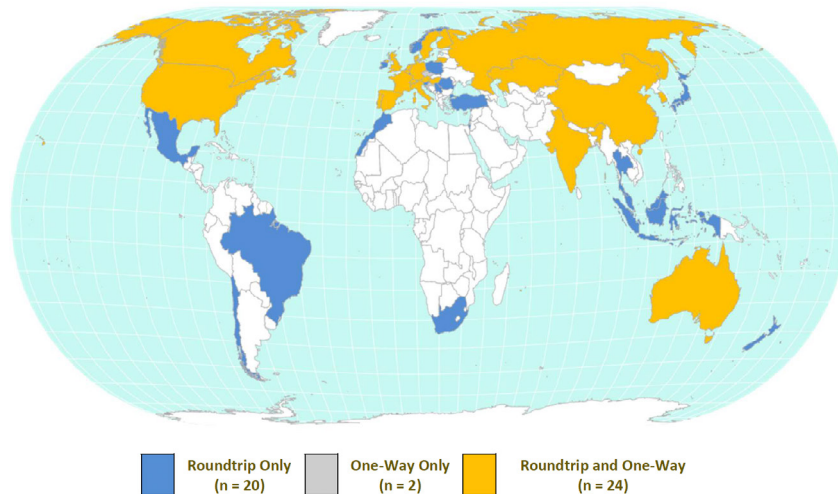 Roundtrip Only
(n = 20)
One-Way Only
(n = 2)
Roundtrip and One-Way
(n = 24)